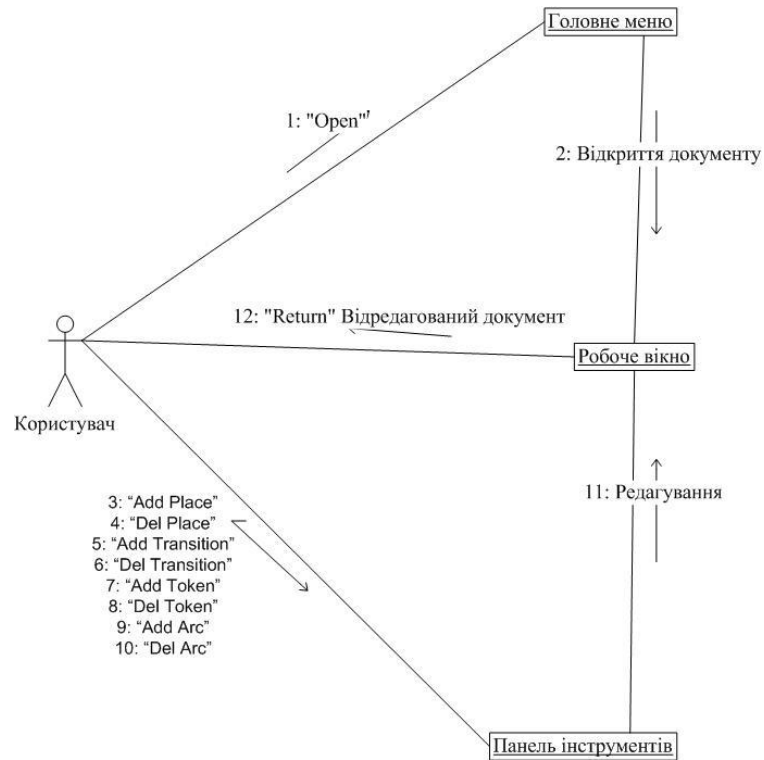 Головне меню
1: "Open"
2: Відкриття документу
12: "Return" Відредагований документ
Робоче вікно
Користувач
11: Редагування
3: “Add Place”
4: “Del Place”
5: “Add Transition”
6: “Del Transition”
7: “Add Token”
8: “Del Token”
9: “Add Arc”
10: “Del Arc”
Панель інструментів